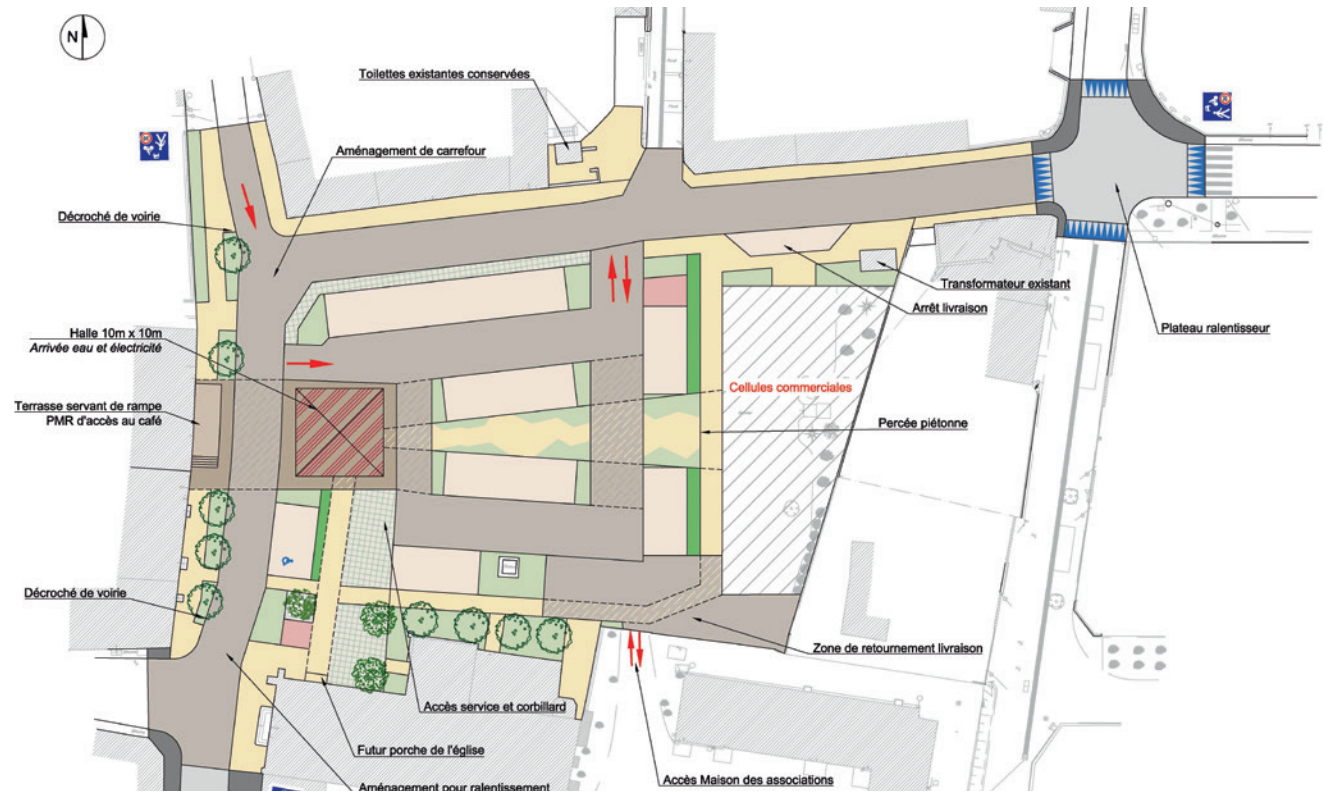 N
Toilettes existantes conservées
Aménagement de carrefour
Décroché de voirie
Transformateur existant
Arrêt livraison
Plateau ralentisseur
Halle 10m x 10m
Arrivée eau et électricité
Cellules commerciales
Terrasse servant de rampe
PMR d'accès au café
Percée piétonne
Décroché de voirie
Zone de retournement livraison
Accès service et corbillard
Futur porche de l'église
Accès Maison des associations
Aménagement pour ralentissement